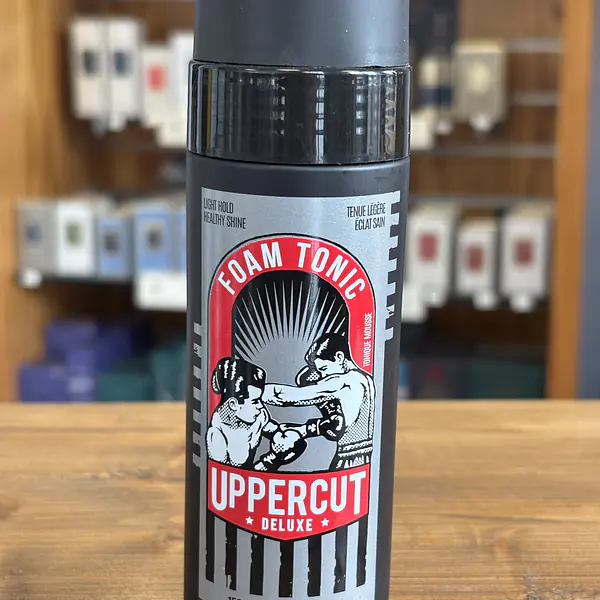 LIGHT HOLD
HEALTHY SHINE
TENUE LÉGÈRE
ÉCLAT SAIN
FOAM TONIC
TONIQUE MOUSSE
UPPERCUT
DELUXE